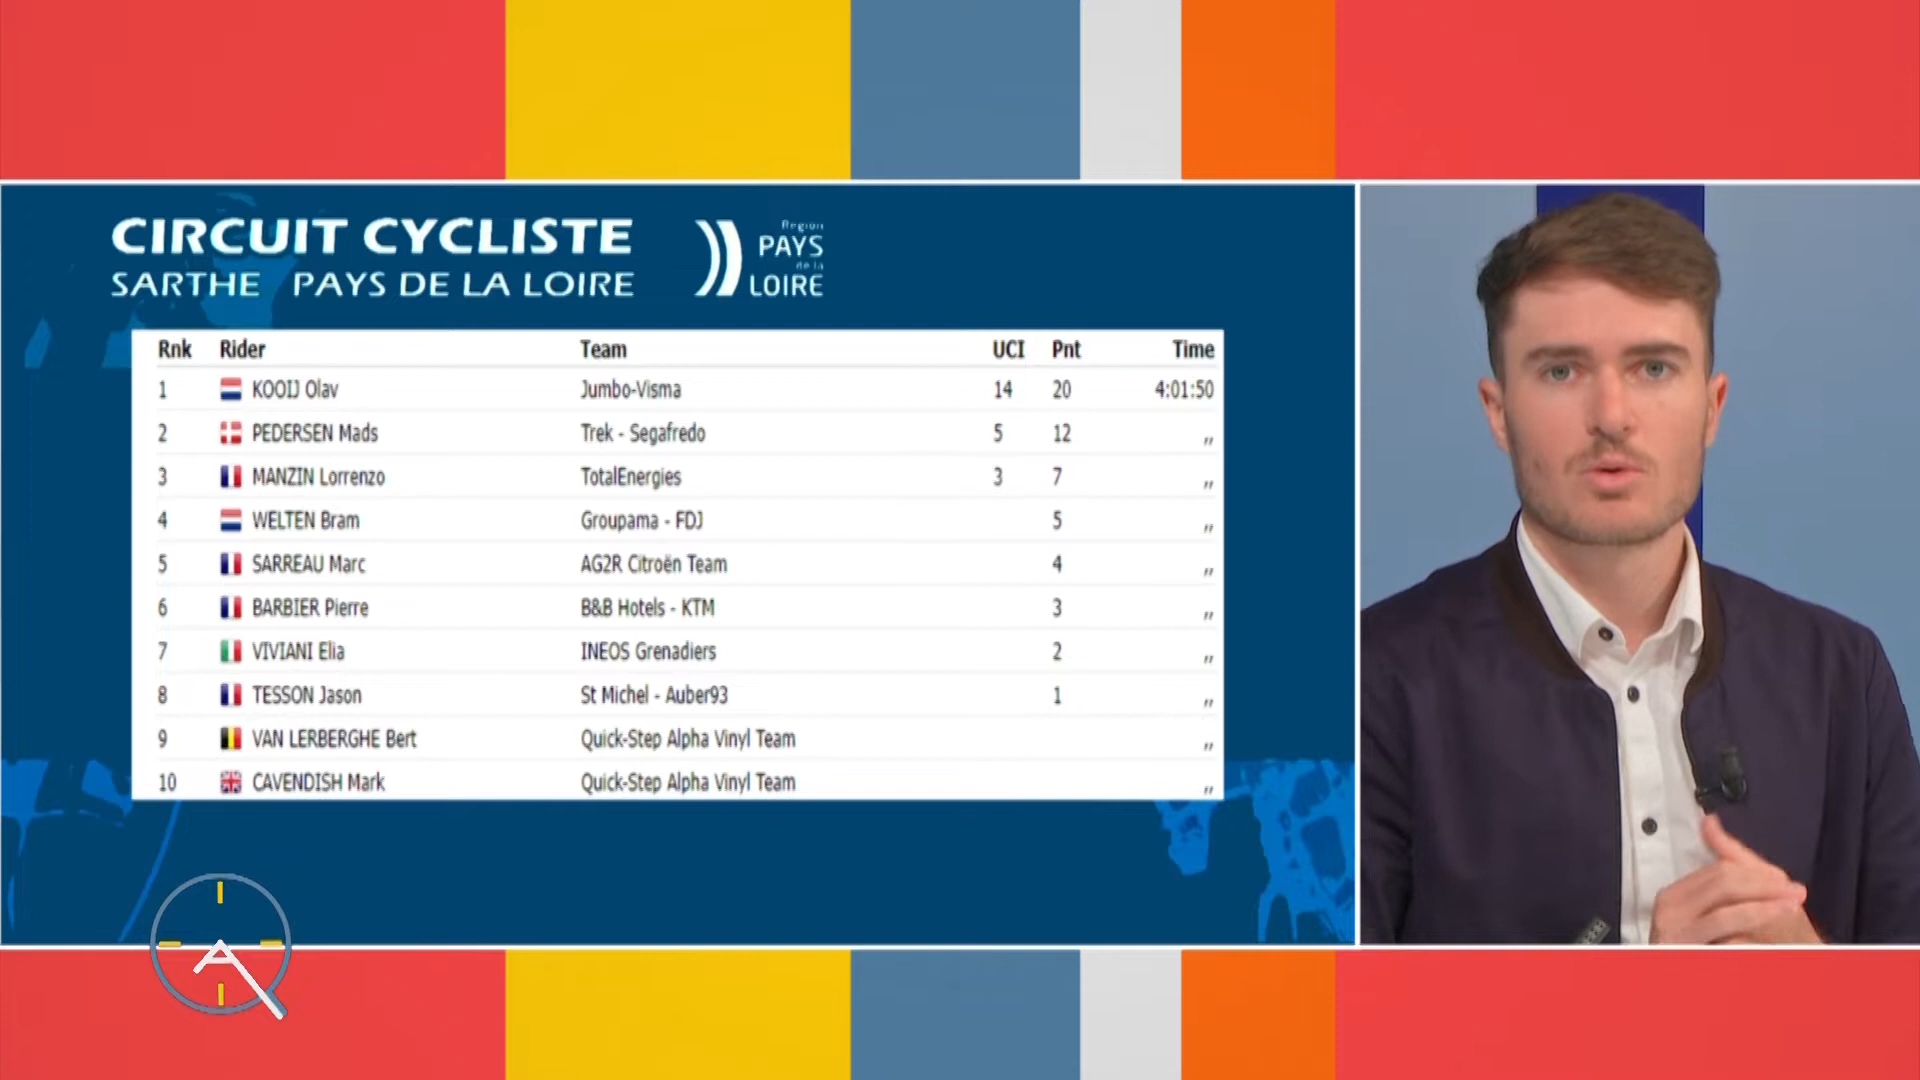 CIRCUIT CYCLISTE
SARTHE PAYS DE LA LOIRE
Région
PAYS
de la
LOIRE
Rnk Rider Team UCI Pnt Time
1 KOOIJ Olav Jumbo-Visma 14 20 4:01:50
2 PEDERSEN Mads Trek - Segafredo 5 12 ,,
3 MANZIN Lorrenzo TotalEnergies 3 7 ,,
4 WELTEN Bram Groupama - FDJ 5 ,,
5 SARREAU Marc AG2R Citroën Team 4 ,,
6 BARBIER Pierre B&B Hotels - KTM 3 ,,
7 VIVIANI Elia INEOS Grenadiers 2 ,,
8 TESSON Jason St Michel - Auber93 1 ,,
9 VAN LERBERGHE Bert Quick-Step Alpha Vinyl Team ,,
10 CAVENDISH Mark Quick-Step Alpha Vinyl Team ,,